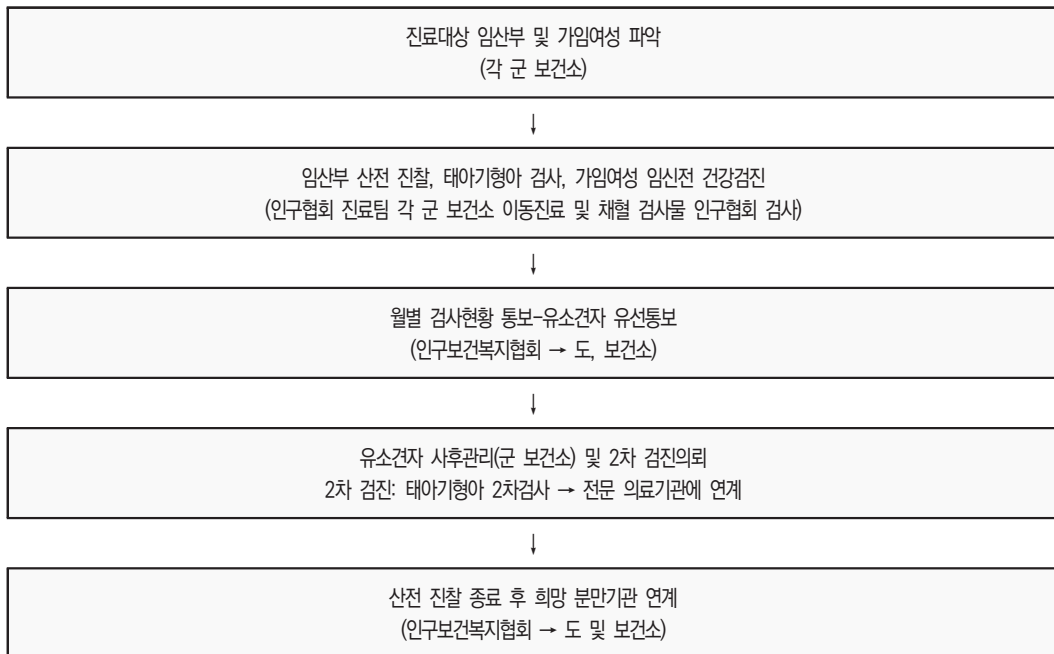 진료대상 임산부 및 가임여성 파악
(각 군 보건소)
↓
임산부 산전 진찰, 태아기형아 검사, 가임여성 임신전 건강검진
(인구협회 진료팀 각 군 보건소 이동진료 및 채혈 검사물 인구협회 검사)
↓
월별 검사현황 통보-유소견자 유선통보
(인구보건복지협회 → 도, 보건소)
↓
유소견자 사후관리(군 보건소) 및 2차 검진의뢰
2차 검진: 태아기형아 2차검사 → 전문 의료기관에 연계
↓
산전 진찰 종료 후 희망 분만기관 연계
(인구보건복지협회 → 도 및 보건소)